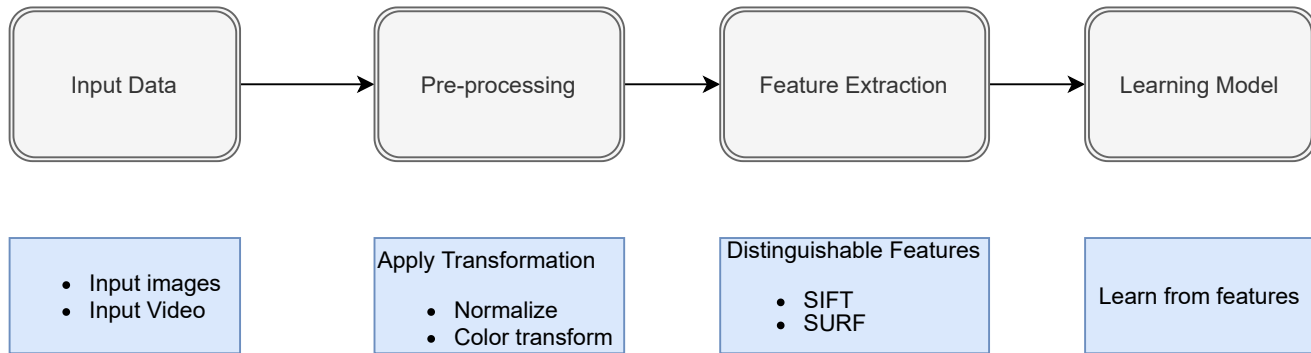 Input Data
Pre-processing
Feature Extraction
Learning Model
• Input images
• Input Video
Apply Transformation
• Normalize
• Color transform
Distinguishable Features
• SIFT
• SURF
Learn from features